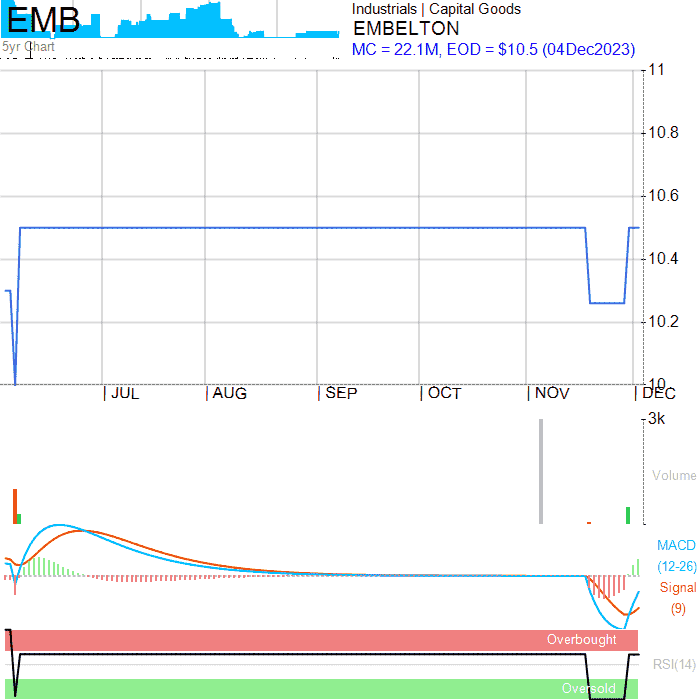 EMB
5yr Chart
Industrials | Capital Goods
EMBELTON
MC = 22.1M, EOD = $10.5 (04Dec2023)
11
10.8
10.6
10.4
10.2
10
JUL AUG SEP OCT NOV DEC
3k
Volume
MACD
(12-26)
Signal
(9)
Overbought
RSI(14)
Oversold